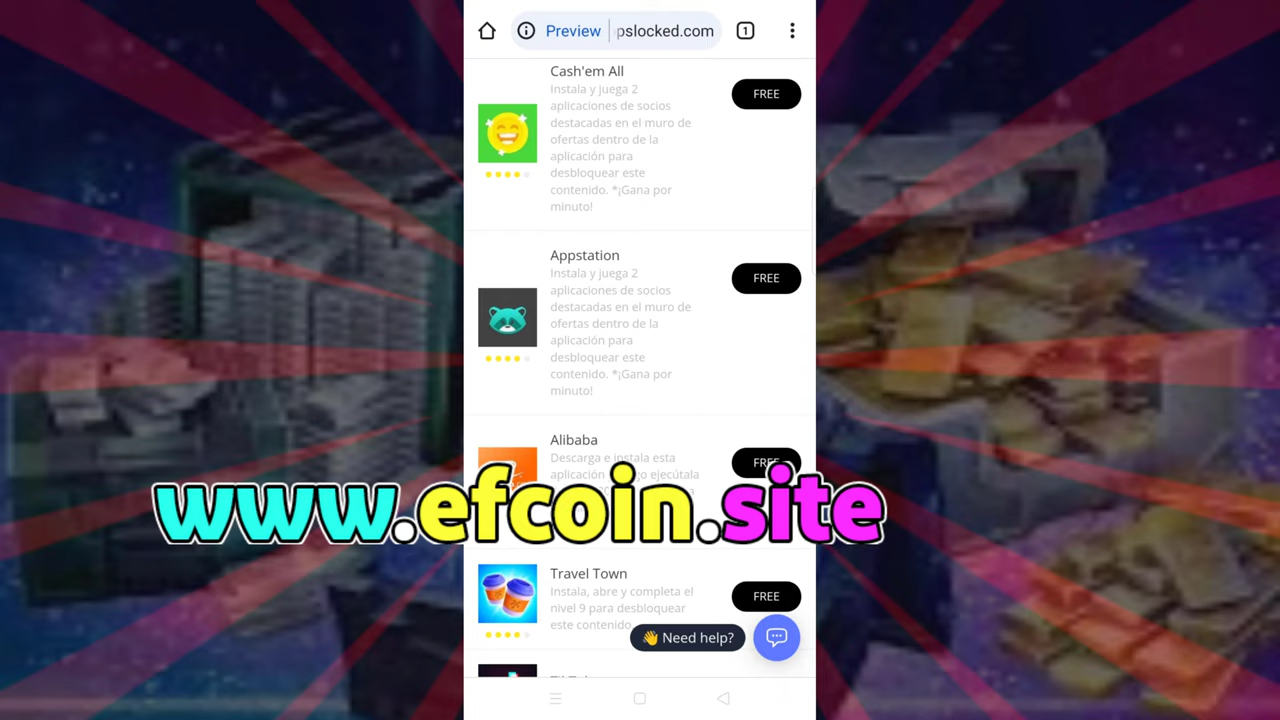 Preview
pslocked.com
1
Cash'em All
Instala y juega 2
aplicaciones de socios
destacadas en el muro de
ofertas dentro de la
aplicación para
desbloquear este
contenido. *¡Gana por
minuto!
FREE
Appstation
Instala y juega 2
aplicaciones de socios
destacadas en el muro de
ofertas dentro de la
aplicación para
desbloquear este
contenido. *¡Gana por
minuto!
FREE
Alibaba
Descarga e instala esta
FREE
www.efcoin.site
Travel Town
Instala, abre y completa el
nivel 9 para desbloquear
este contenido
FREE
👋 Need help?